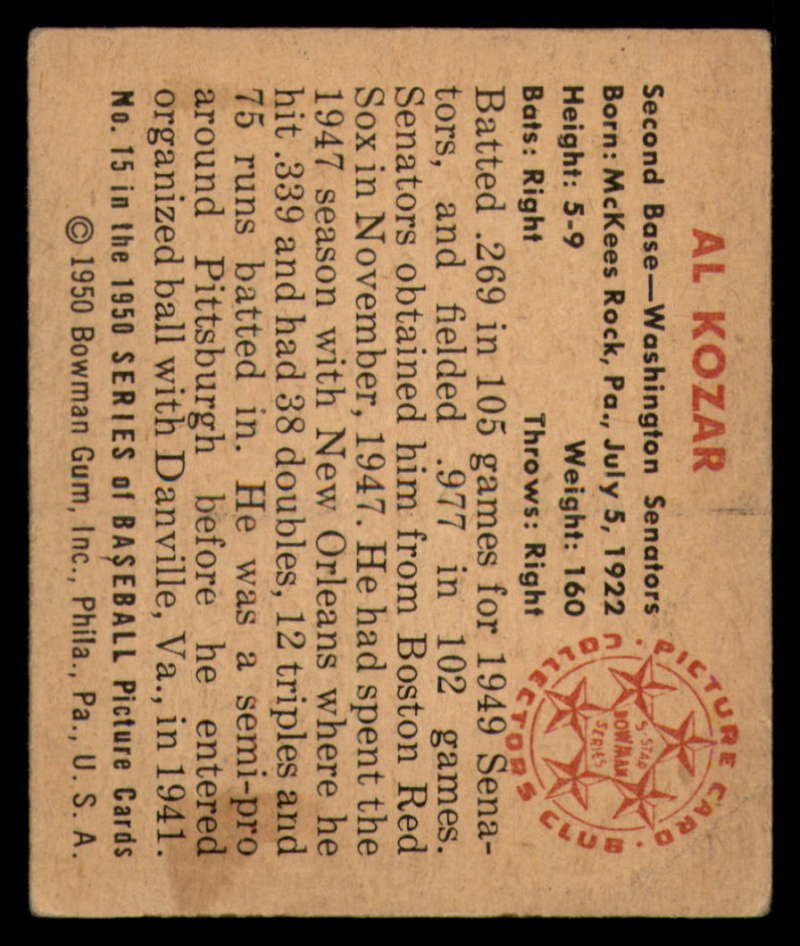 AL KOZAR
Second Base—Washington Senators
Born: McKees Rock, Pa., July 5, 1922
Height: 5-9 Weight: 160
Bats: Right Throws: Right
Batted .269 in 105 games for 1949 Sena-
tors, and fielded .977 in 102 games.
Senators obtained him from Boston Red
Sox in November, 1947. He had spent the
1947 season with New Orleans where he
hit .339 and had 38 doubles, 12 triples and
75 runs batted in. He was a semi-pro
around Pittsburgh before he entered
organized ball with Danville, Va., in 1941.
No. 15 in the 1950 SERIES of BASEBALL Picture Cards
© 1950 Bowman Gum, Inc., Phila., Pa., U. S. A.
PICTURE CARD · COLLECTORS CLUB ·
5-STAR
BOWMAN
SERIES